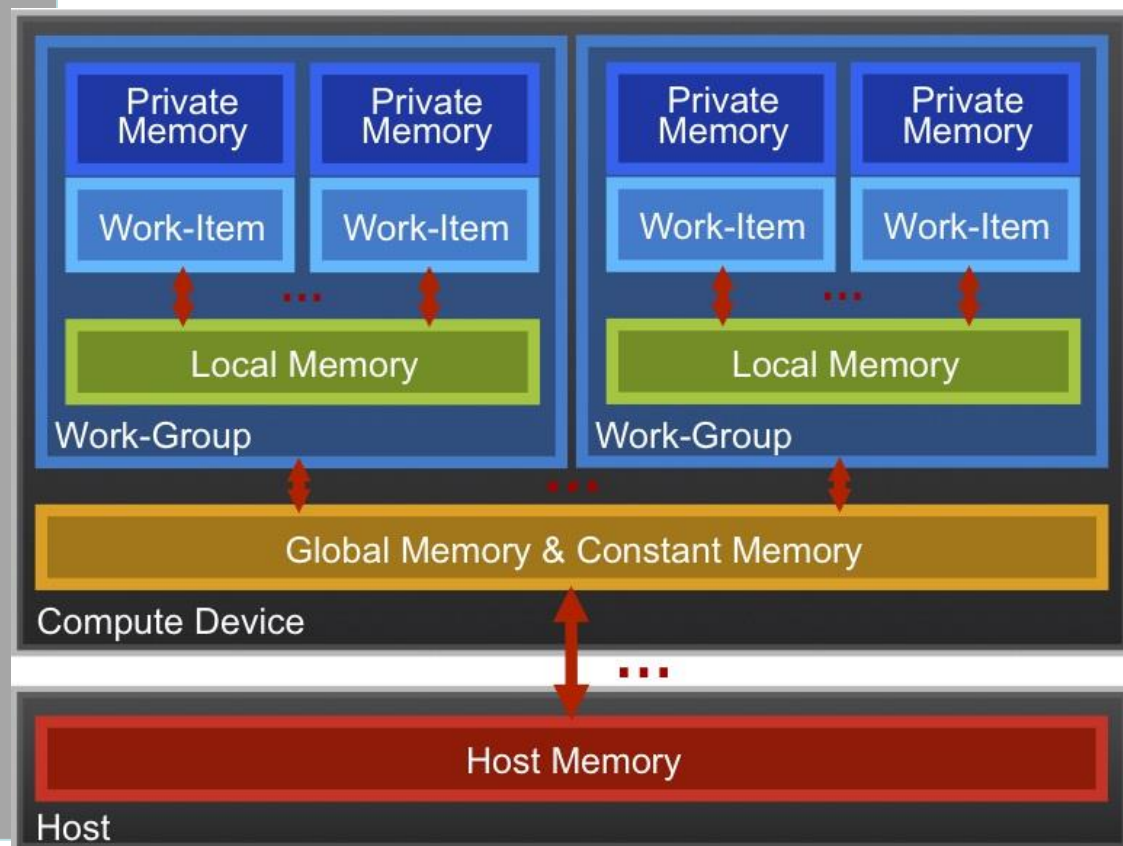 Private
Memory
Private
Memory
Private
Memory
Private
Memory
Work-Item
Work-Item
Work-Item
Work-Item
...
...
Local Memory
Local Memory
Work-Group
Work-Group
...
Global Memory & Constant Memory
Compute Device
...
Host Memory
Host